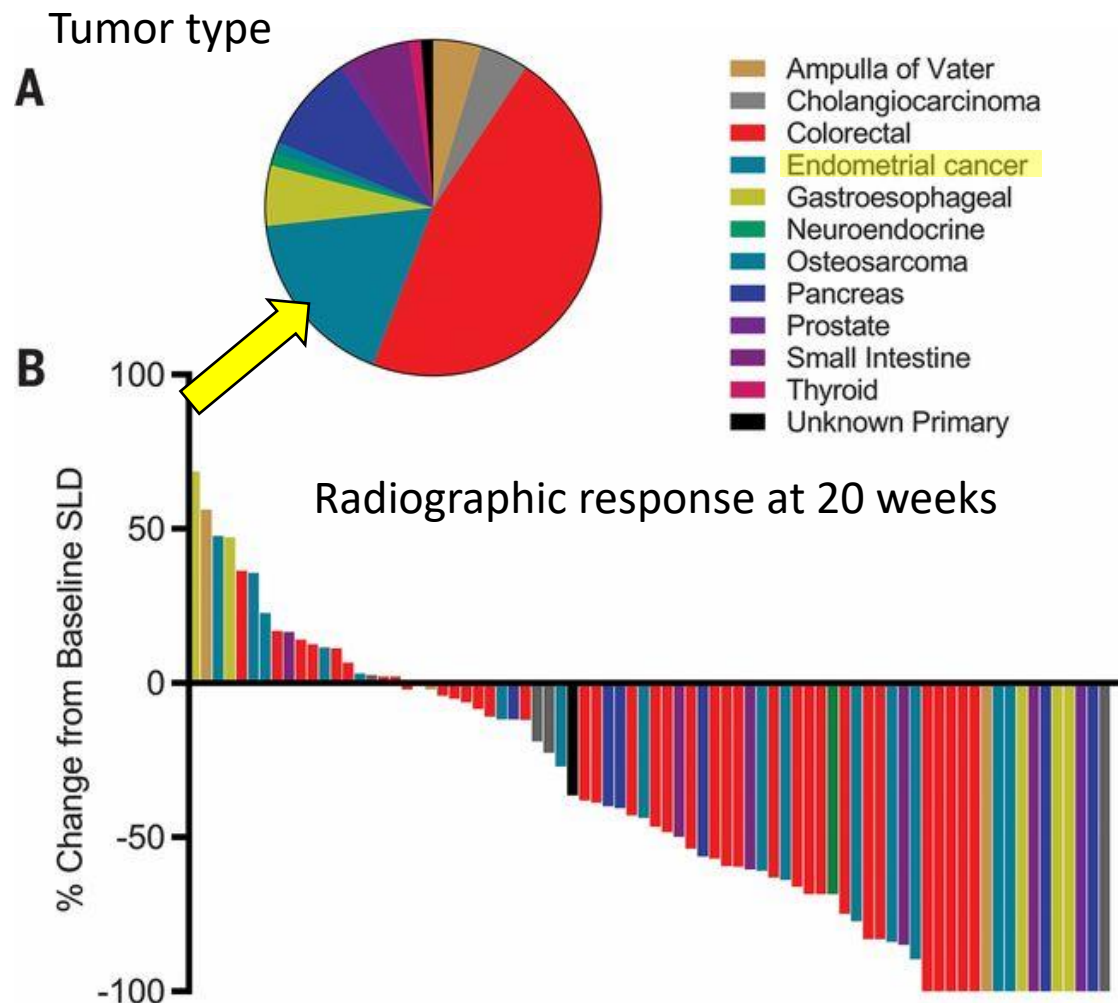 Tumor type
A
Ampulla of Vater
Cholangiocarcinoma
Colorectal
Endometrial cancer
Gastroesophageal
Neuroendocrine
Osteosarcoma
Pancreas
Prostate
Small Intestine
Thyroid
Unknown Primary
B
Radiographic response at 20 weeks
% Change from Baseline SLD
100
50
0
-50
-100